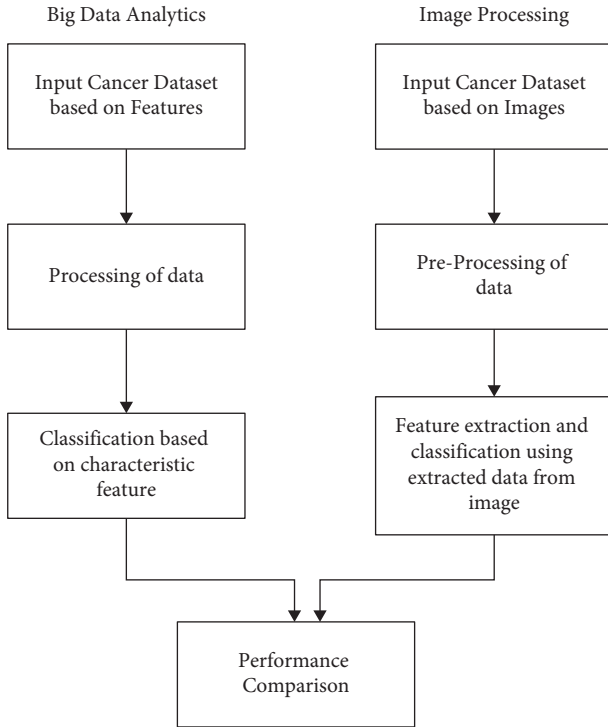 Big Data Analytics
Input Cancer Dataset
based on Features
Processing of data
Classification based
on characteristic
feature
Image Processing
Input Cancer Dataset
based on Images
Pre-Processing of
data
Feature extraction and
classification using
extracted data from
image
Performance
Comparison